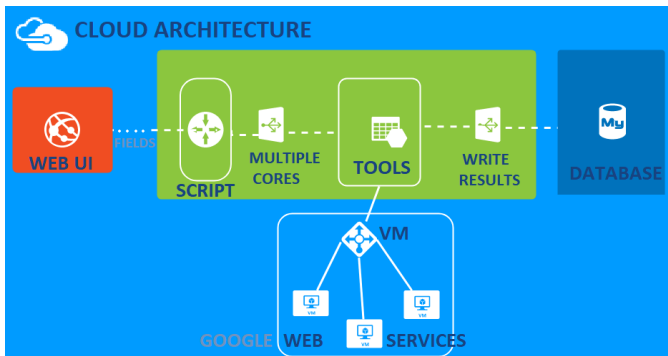 CLOUD ARCHITECTURE
WEB UI
FIELDS
SCRIPT
MULTIPLE
CORES
TOOLS
WRITE
RESULTS
My
DATABASE
VM
VM
VM
VM
GOOGLE WEB SERVICES